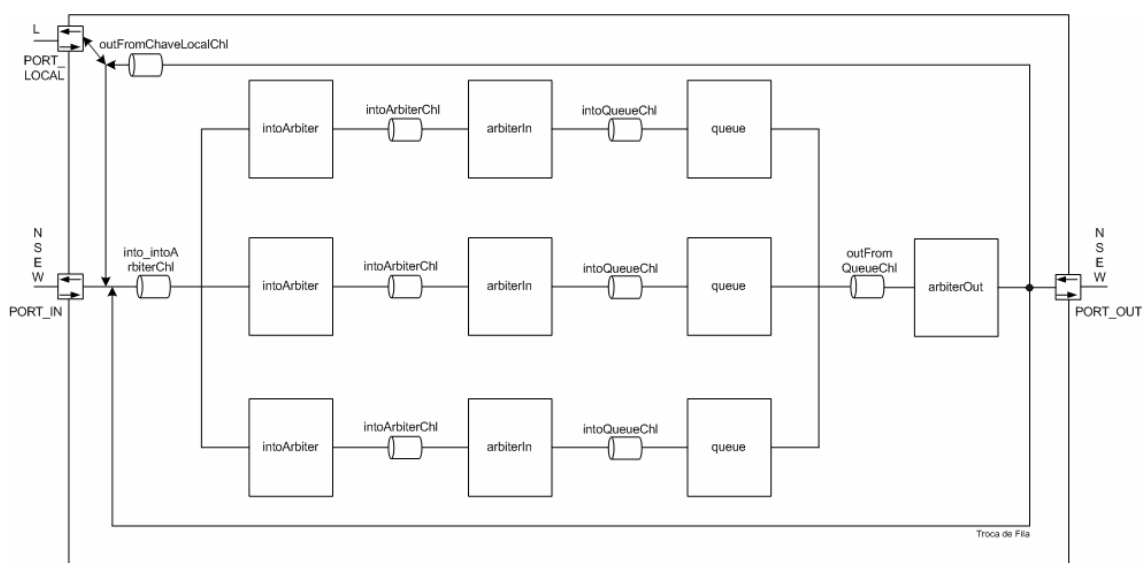 L
PORT_
LOCAL
outFromChaveLocalChl
intoArbiter
intoArbiterChl
arbiterIn
intoQueueChl
queue
N
S
E
W
PORT_IN
into_intoA
rbiterChl
intoArbiter
intoArbiterChl
arbiterIn
intoQueueChl
queue
outFrom
QueueChl
arbiterOut
N
S
E
W
PORT_OUT
intoArbiter
intoArbiterChl
arbiterIn
intoQueueChl
queue
Troca de Fila